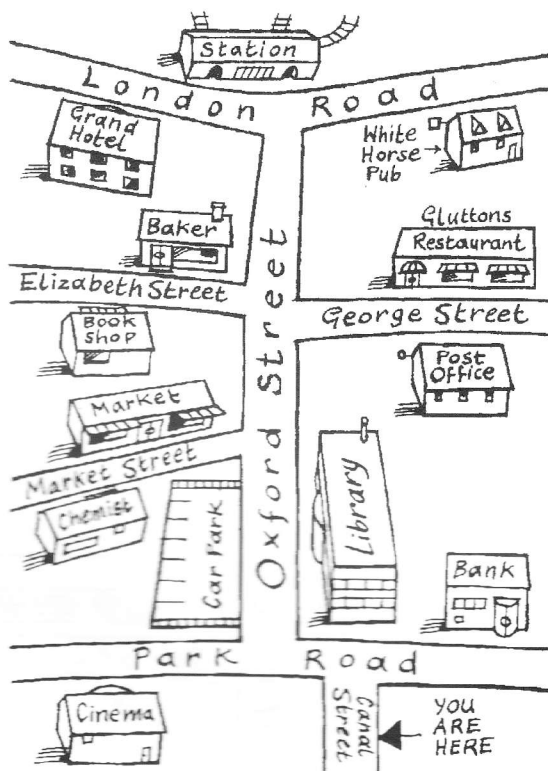 Station
London Road
Grand
Hotel
White
Horse
Pub
Baker
Gluttons
Restaurant
Elizabeth Street
George Street
Oxford Street
Book
Shop
Post
Office
Market
Market Street
Chemist
Car Park
Library
Bank
Park Road
Cinema
Canal
Street
YOU
ARE
HERE